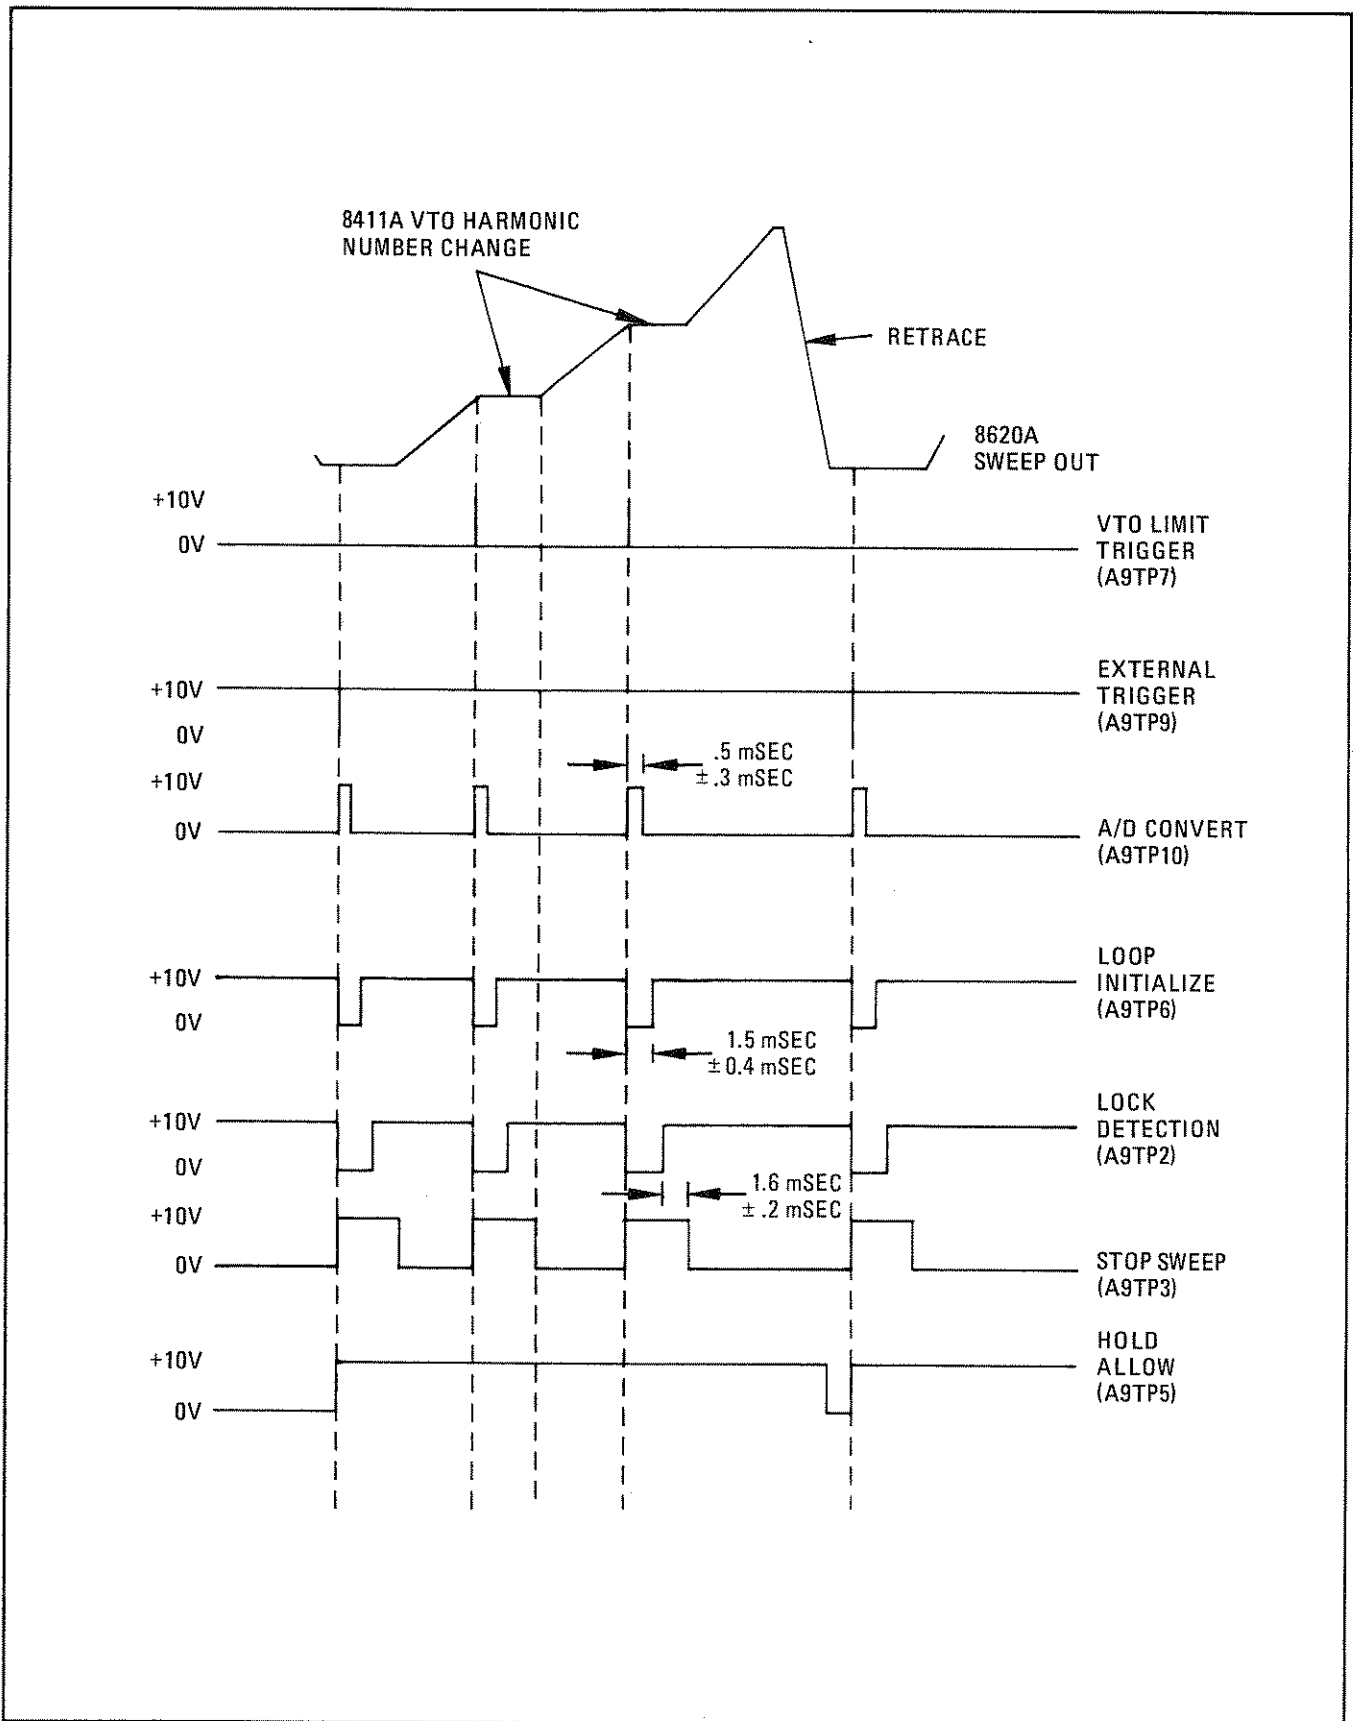 8411A VTO HARMONIC
NUMBER CHANGE
RETRACE
8620A
SWEEP OUT
+10V
0V
VTO LIMIT
TRIGGER
(A9TP7)
+10V
0V
EXTERNAL
TRIGGER
(A9TP9)
.5 mSEC
± .3 mSEC
+10V
0V
A/D CONVERT
(A9TP10)
+10V
0V
LOOP
INITIALIZE
(A9TP6)
1.5 mSEC
± 0.4 mSEC
+10V
0V
LOCK
DETECTION
(A9TP2)
1.6 mSEC
± .2 mSEC
+10V
0V
STOP SWEEP
(A9TP3)
+10V
0V
HOLD
ALLOW
(A9TP5)